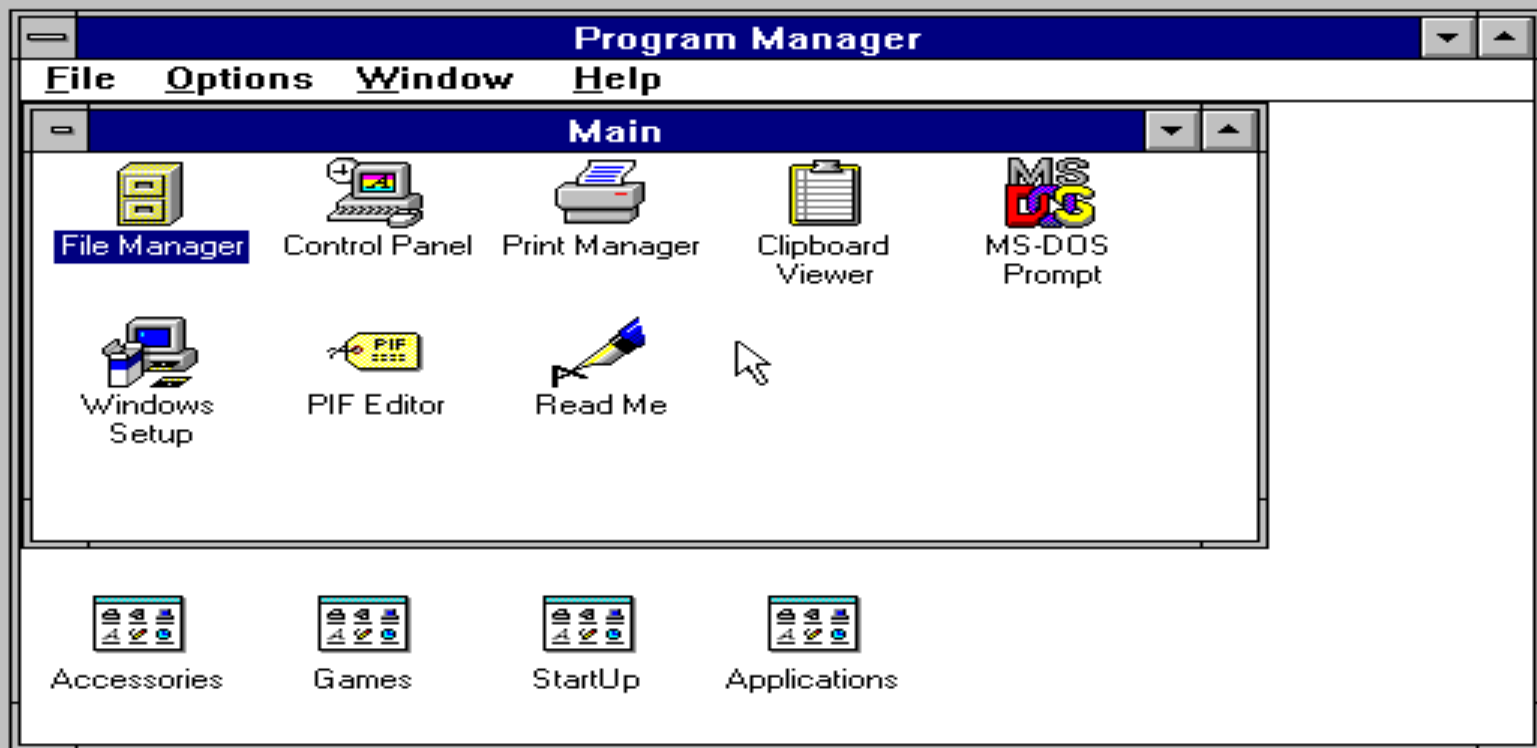 Program Manager
File Options Window Help
Main
MS
DOS
File Manager Control Panel Print Manager Clipboard Viewer MS-DOS Prompt
PIF
Windows Setup PIF Editor Read Me
Accessories Games StartUp Applications